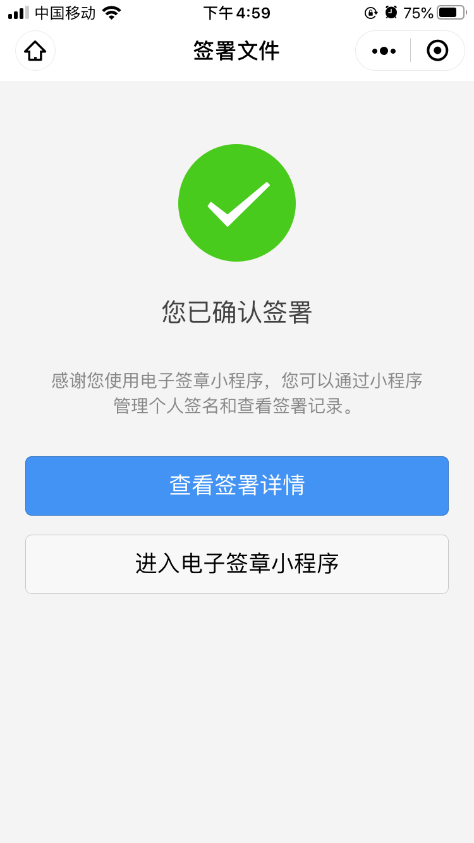 中国移动 下午4:59 75%
签署文件
您已确认签署
感谢您使用电子签章小程序，您可以通过小程序
管理个人签名和查看签署记录。
查看签署详情
进入电子签章小程序